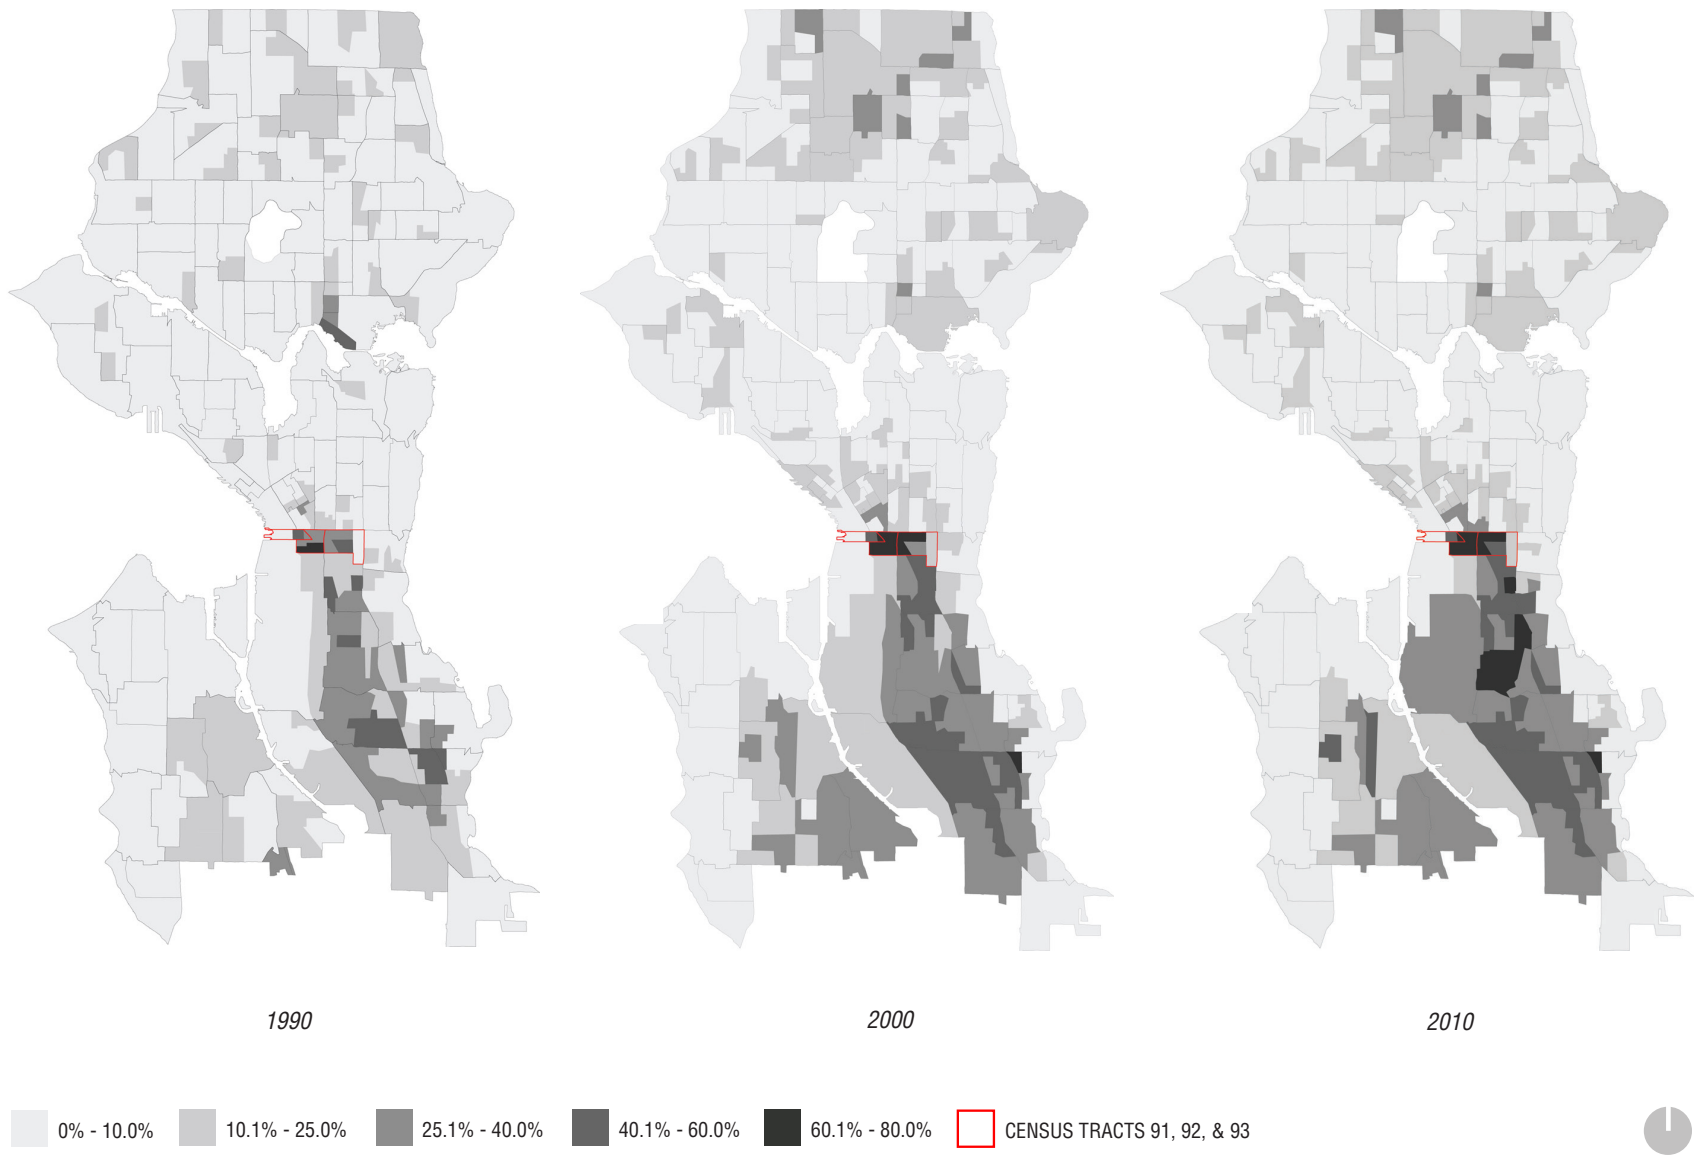 1990
2000
2010
0% - 10.0%
10.1% - 25.0%
25.1% - 40.0%
40.1% - 60.0%
60.1% - 80.0%
CENSUS TRACTS 91, 92, & 93